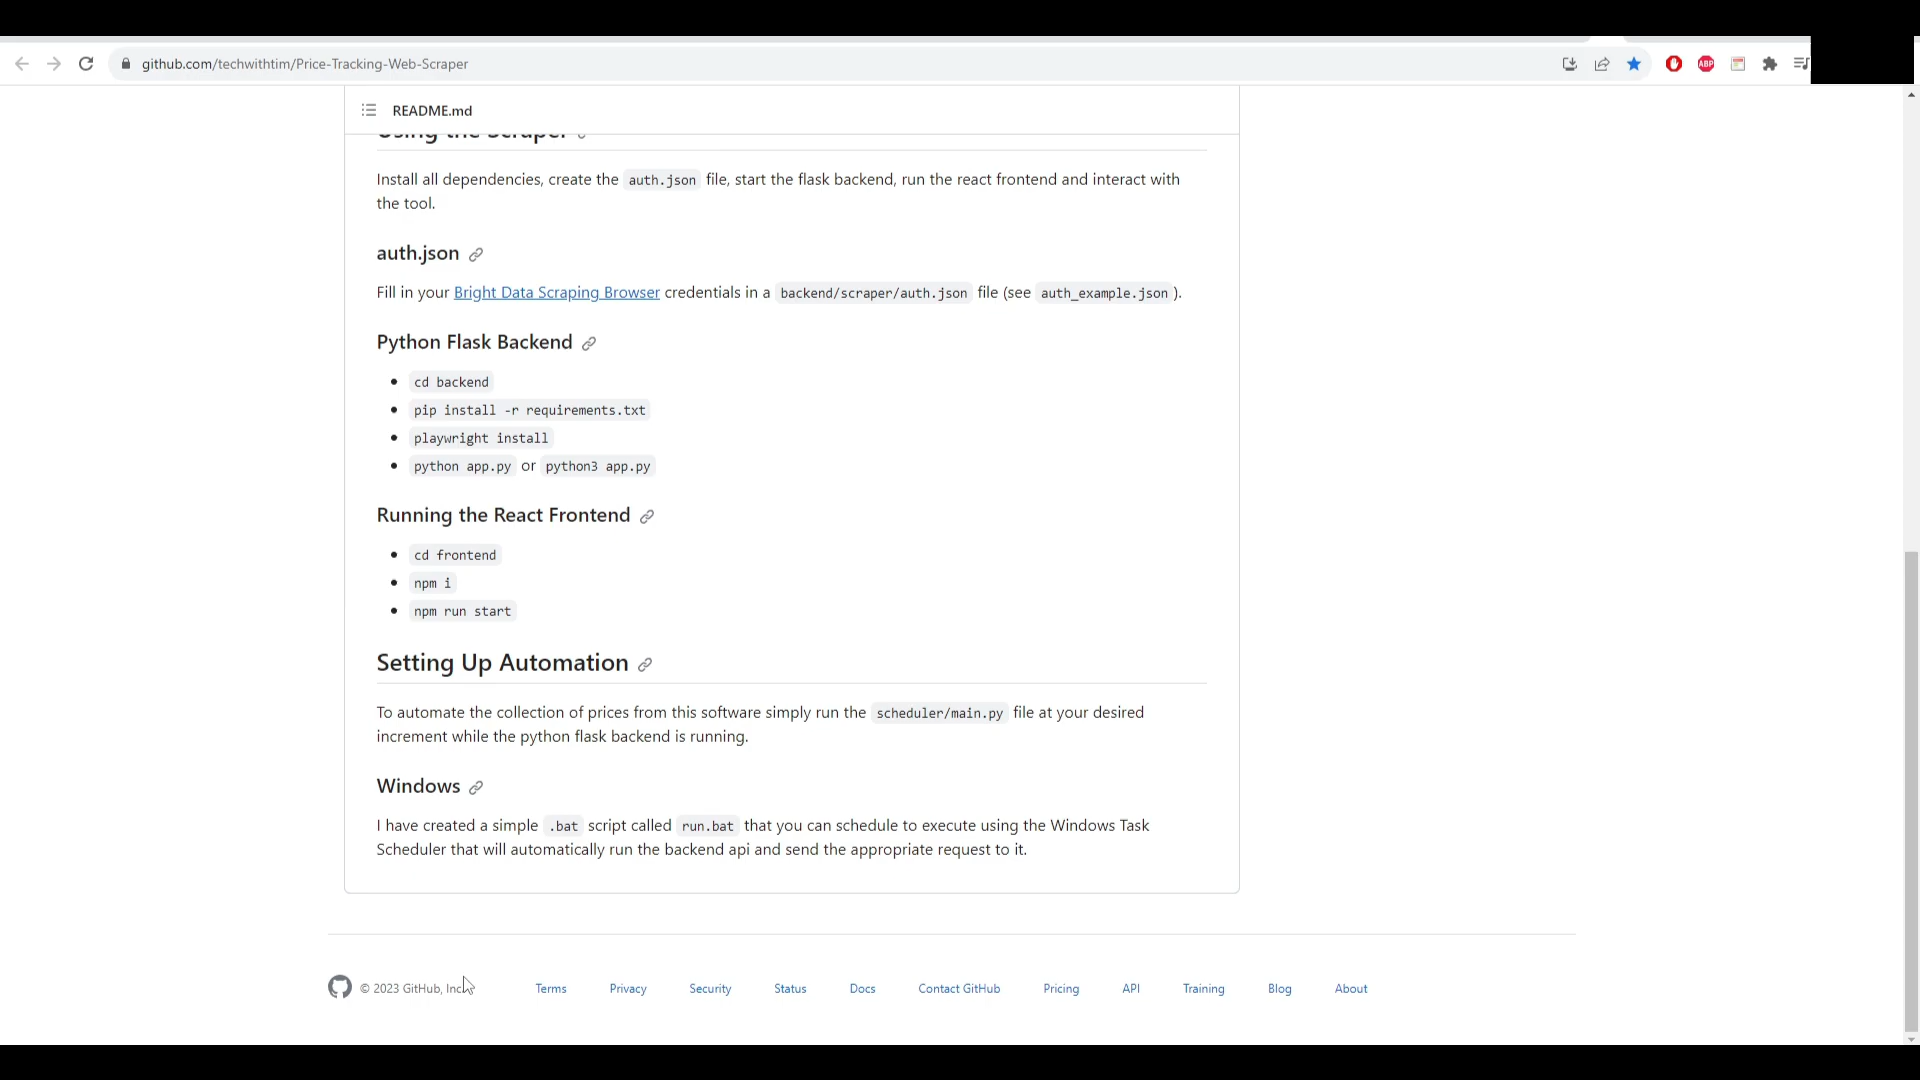 github.com/techwithtim/Price-Tracking-Web-Scraper
ABP
README.md
Using the Scraper
Install all dependencies, create the auth.json file, start the flask backend, run the react frontend and interact with
the tool.
auth.json
Fill in your Bright Data Scraping Browser credentials in a backend/scraper/auth.json file (see auth_example.json ).
Python Flask Backend
cd backend
pip install -r requirements.txt
playwright install
python app.py or python3 app.py
Running the React Frontend
cd frontend
npm i
npm run start
Setting Up Automation
To automate the collection of prices from this software simply run the scheduler/main.py file at your desired
increment while the python flask backend is running.
Windows
I have created a simple .bat script called run.bat that you can schedule to execute using the Windows Task
Scheduler that will automatically run the backend api and send the appropriate request to it.
© 2023 GitHub, Inc. Terms Privacy Security Status Docs Contact GitHub Pricing API Training Blog About